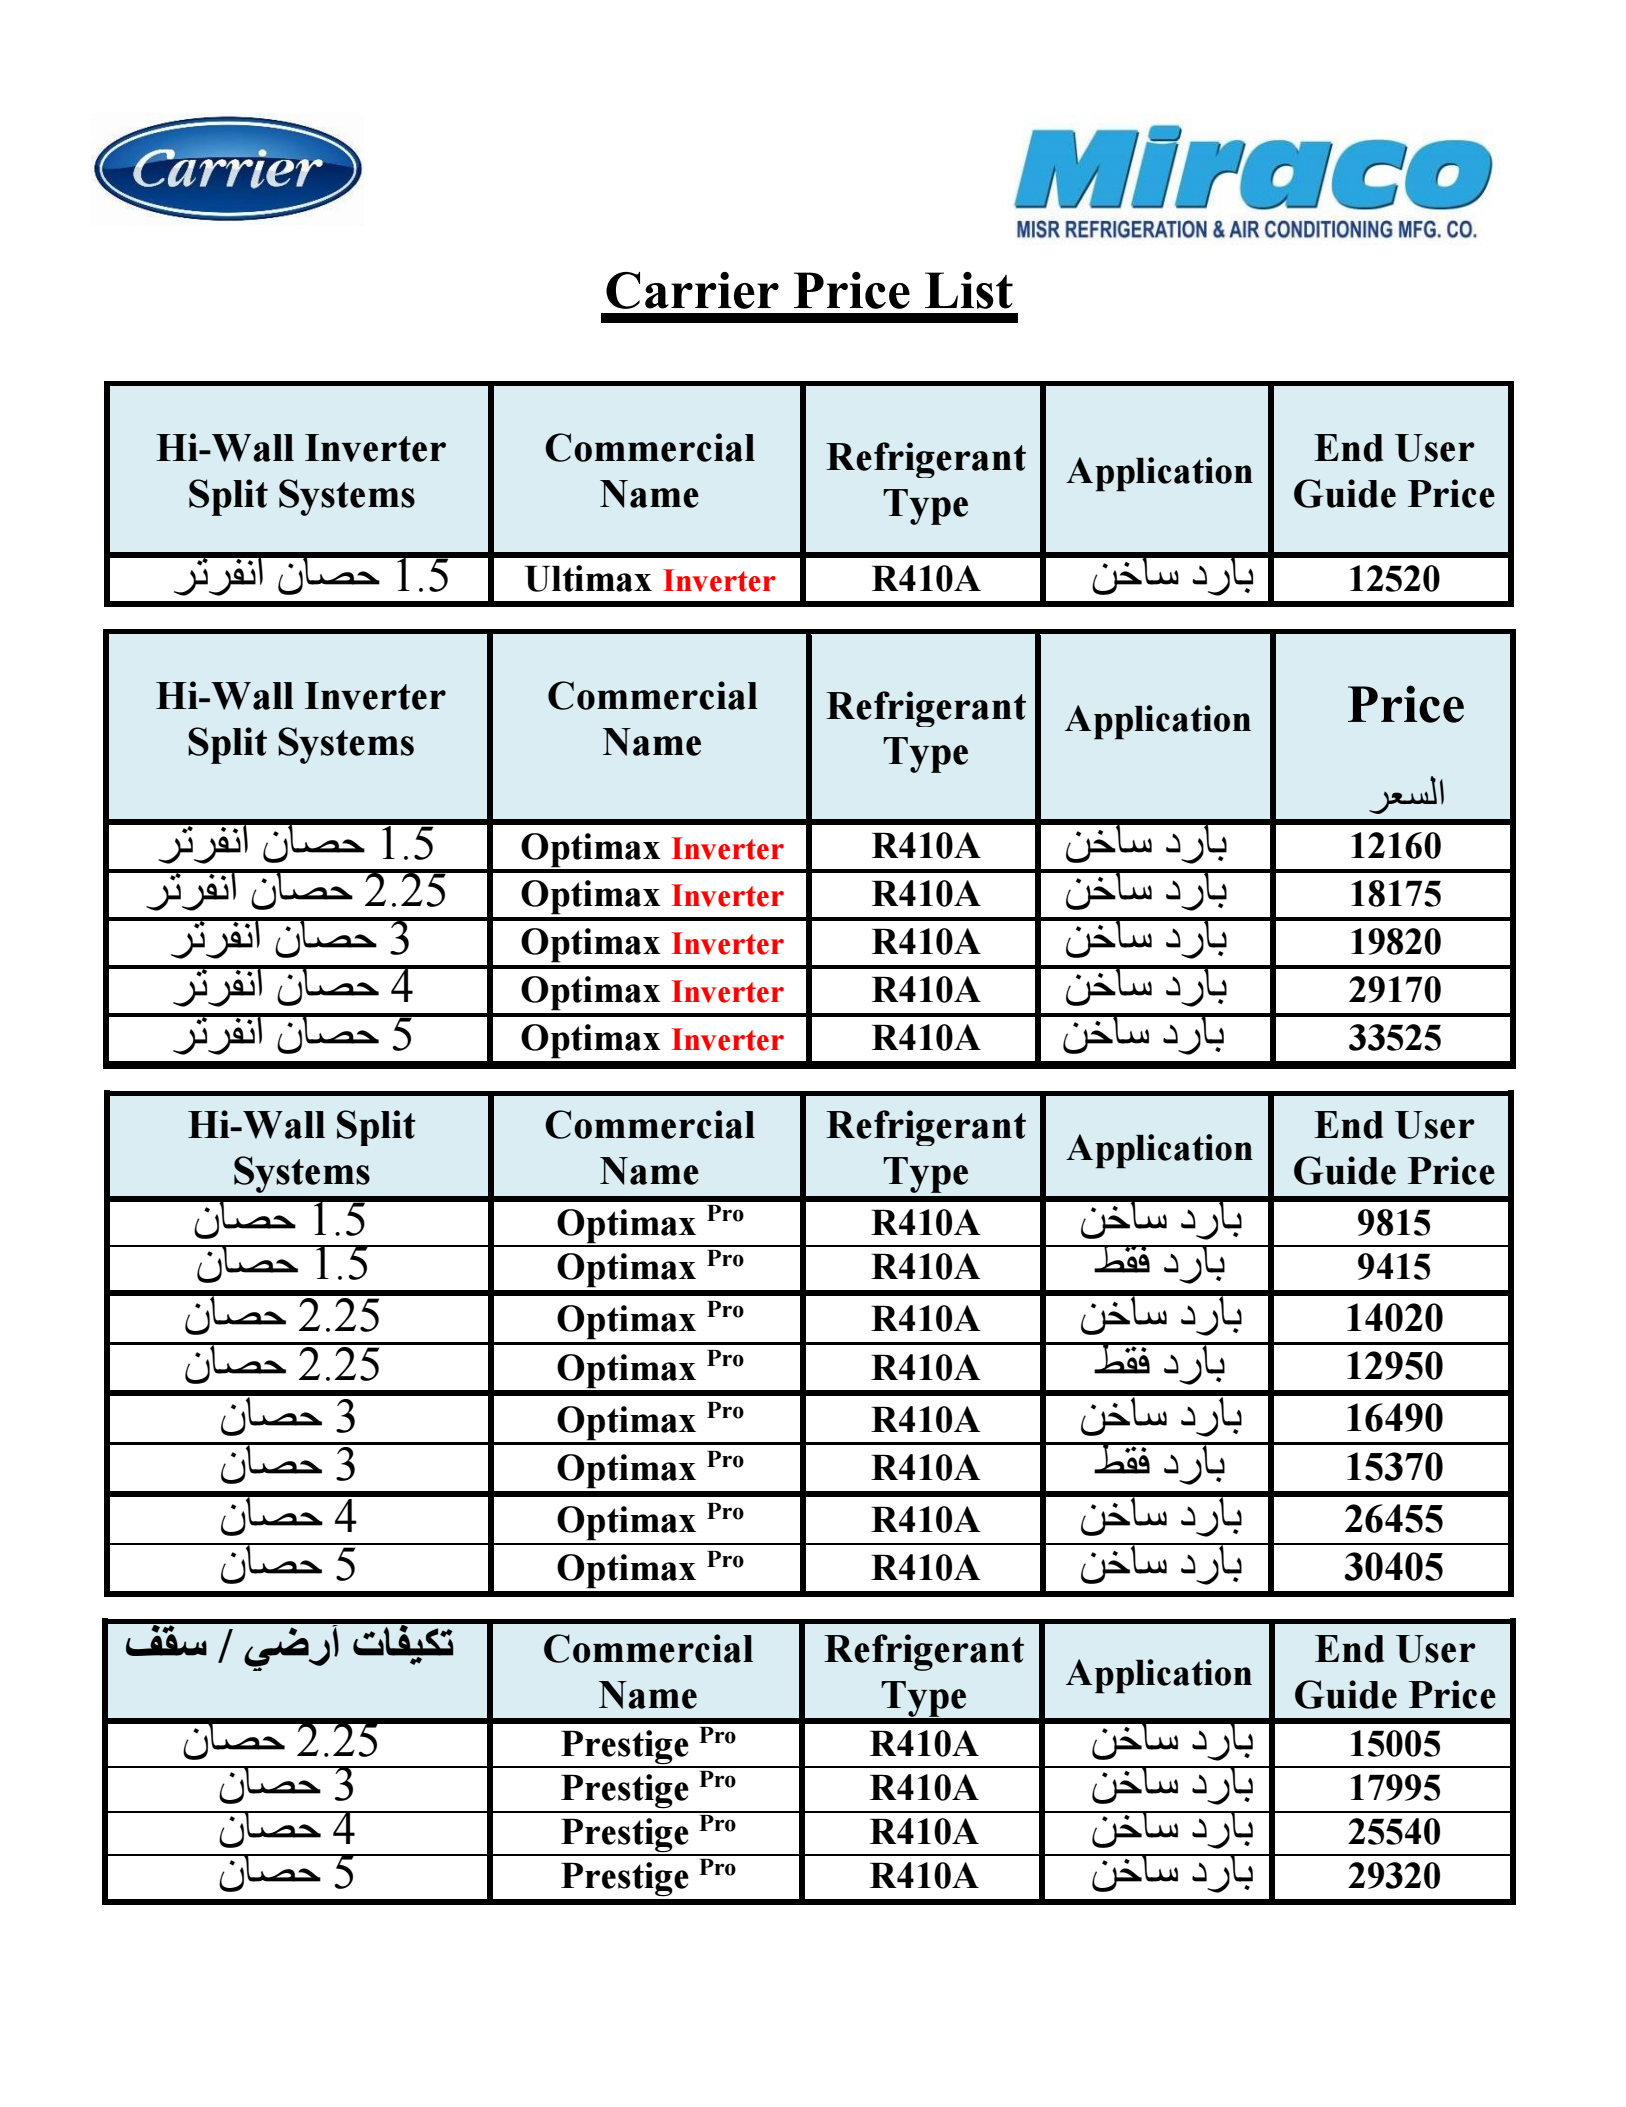 Carrier
Miraco
MISR REFRIGERATION & AIR CONDITIONING MFG. CO.
Carrier Price List
Hi-Wall Inverter Split Systems | Commercial Name | Refrigerant Type | Application | End User Guide Price
1.5 حصان انفرتر | Ultimax Inverter | R410A | بارد ساخن | 12520
Hi-Wall Inverter Split Systems | Commercial Name | Refrigerant Type | Application | Price السعر
1.5 حصان انفرتر | Optimax Inverter | R410A | بارد ساخن | 12160
2.25 حصان انفرتر | Optimax Inverter | R410A | بارد ساخن | 18175
3 حصان انفرتر | Optimax Inverter | R410A | بارد ساخن | 19820
4 حصان انفرتر | Optimax Inverter | R410A | بارد ساخن | 29170
5 حصان انفرتر | Optimax Inverter | R410A | بارد ساخن | 33525
Hi-Wall Split Systems | Commercial Name | Refrigerant Type | Application | End User Guide Price
1.5 حصان | Optimax Pro | R410A | بارد ساخن | 9815
1.5 حصان | Optimax Pro | R410A | بارد فقط | 9415
2.25 حصان | Optimax Pro | R410A | بارد ساخن | 14020
2.25 حصان | Optimax Pro | R410A | بارد فقط | 12950
3 حصان | Optimax Pro | R410A | بارد ساخن | 16490
3 حصان | Optimax Pro | R410A | بارد فقط | 15370
4 حصان | Optimax Pro | R410A | بارد ساخن | 26455
5 حصان | Optimax Pro | R410A | بارد ساخن | 30405
تكيفات أرضي / سقف | Commercial Name | Refrigerant Type | Application | End User Guide Price
2.25 حصان | Prestige Pro | R410A | بارد ساخن | 15005
3 حصان | Prestige Pro | R410A | بارد ساخن | 17995
4 حصان | Prestige Pro | R410A | بارد ساخن | 25540
5 حصان | Prestige Pro | R410A | بارد ساخن | 29320